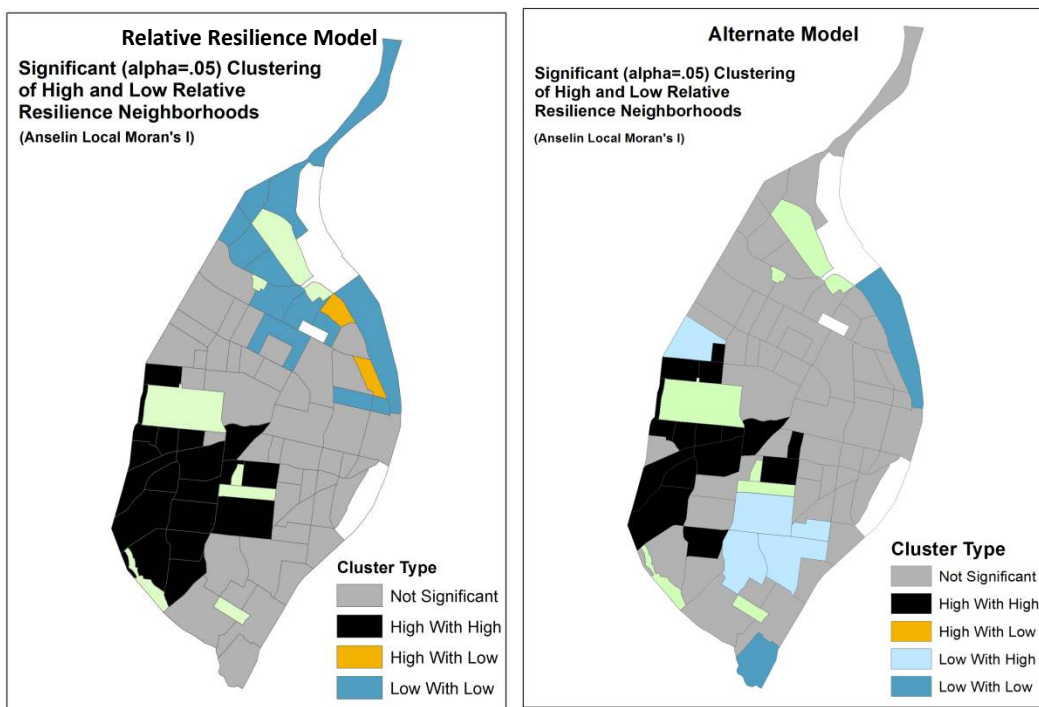 Relative Resilience Model
Significant (alpha=.05) Clustering
of High and Low Relative
Resilience Neighborhoods
(Anselin Local Moran's I)
Cluster Type
Not Significant
High With High
High With Low
Low With Low
Alternate Model
Significant (alpha=.05) Clustering
of High and Low Relative
Resilience Neighborhoods
(Anselin Local Moran's I)
Cluster Type
Not Significant
High With High
High With Low
Low With High
Low With Low